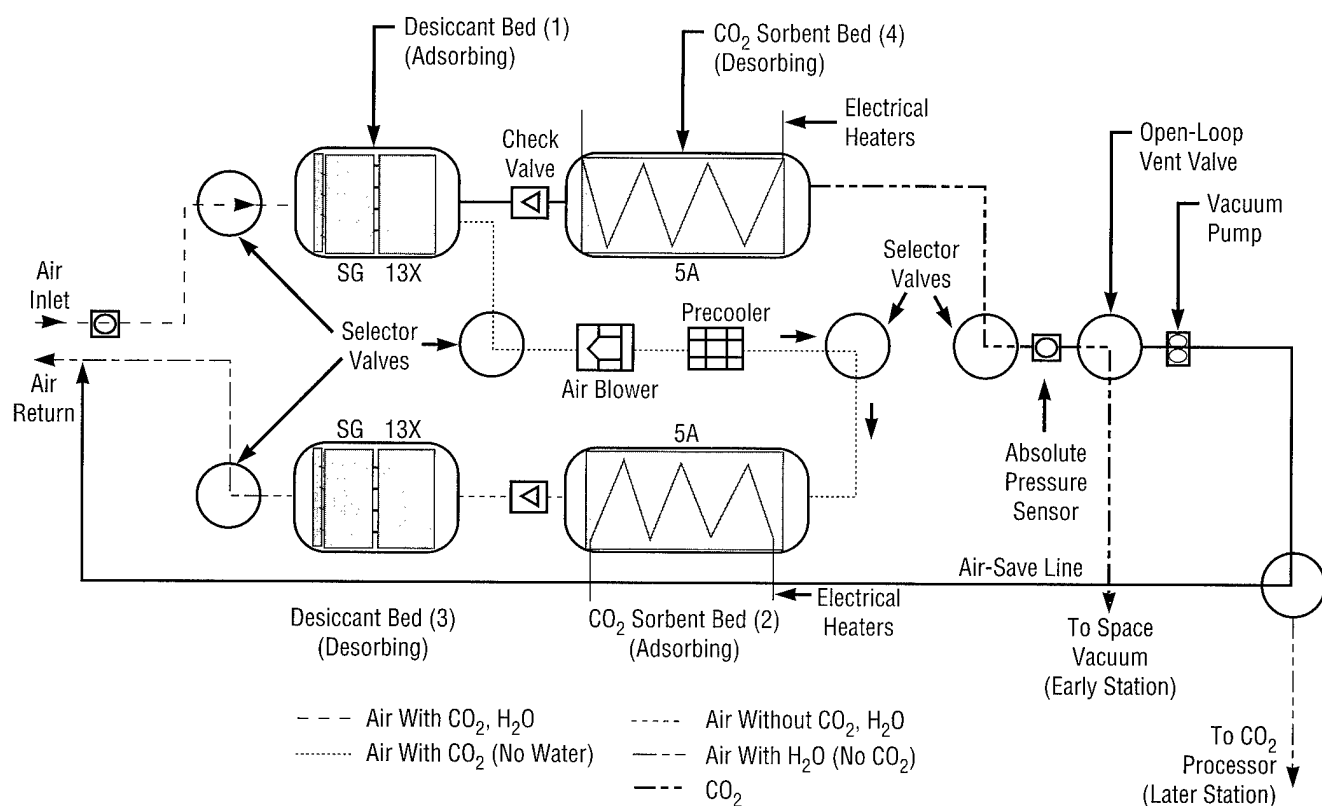 Desiccant Bed (1)
(Adsorbing)
CO2 Sorbent Bed (4)
(Desorbing)
Electrical
Heaters
Check
Valve
Open-Loop
Vent Valve
Vacuum
Pump
SG 13X
5A
Air
Inlet
Selector
Valves
Precooler
Selector
Valves
Air Blower
Air
Return
SG 13X
5A
Absolute
Pressure
Sensor
Air-Save Line
Desiccant Bed (3)
(Desorbing)
CO2 Sorbent Bed (2)
(Adsorbing)
Electrical
Heaters
To Space
Vacuum
(Early Station)
To CO2
Processor
(Later Station)
Air With CO2, H2O
Air With CO2 (No Water)
Air Without CO2, H2O
Air With H2O (No CO2)
CO2